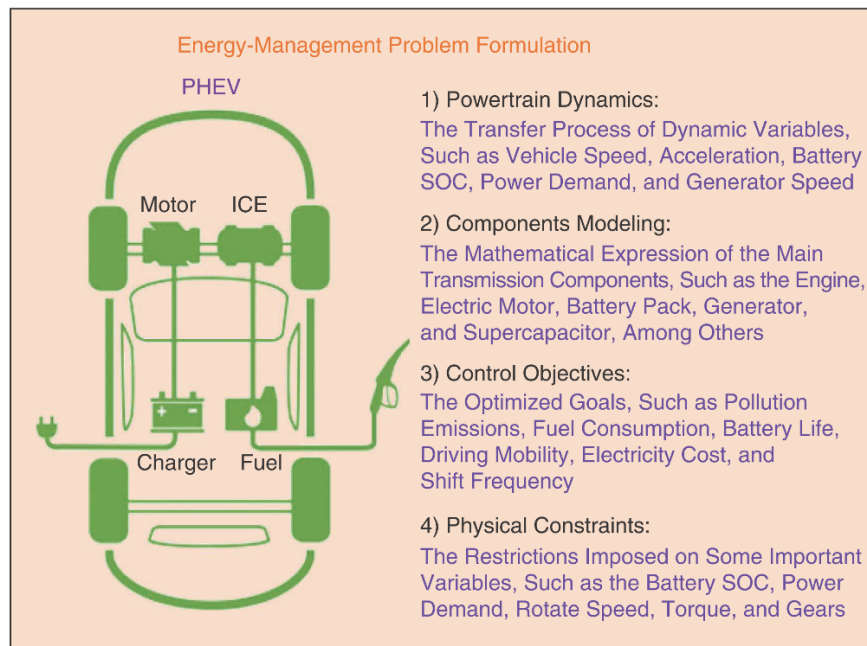 Energy-Management Problem Formulation
PHEV
Motor
ICE
Charger
Fuel
1) Powertrain Dynamics:
The Transfer Process of Dynamic Variables,
Such as Vehicle Speed, Acceleration, Battery
SOC, Power Demand, and Generator Speed
2) Components Modeling:
The Mathematical Expression of the Main
Transmission Components, Such as the Engine,
Electric Motor, Battery Pack, Generator,
and Supercapacitor, Among Others
3) Control Objectives:
The Optimized Goals, Such as Pollution
Emissions, Fuel Consumption, Battery Life,
Driving Mobility, Electricity Cost, and
Shift Frequency
4) Physical Constraints:
The Restrictions Imposed on Some Important
Variables, Such as the Battery SOC, Power
Demand, Rotate Speed, Torque, and Gears